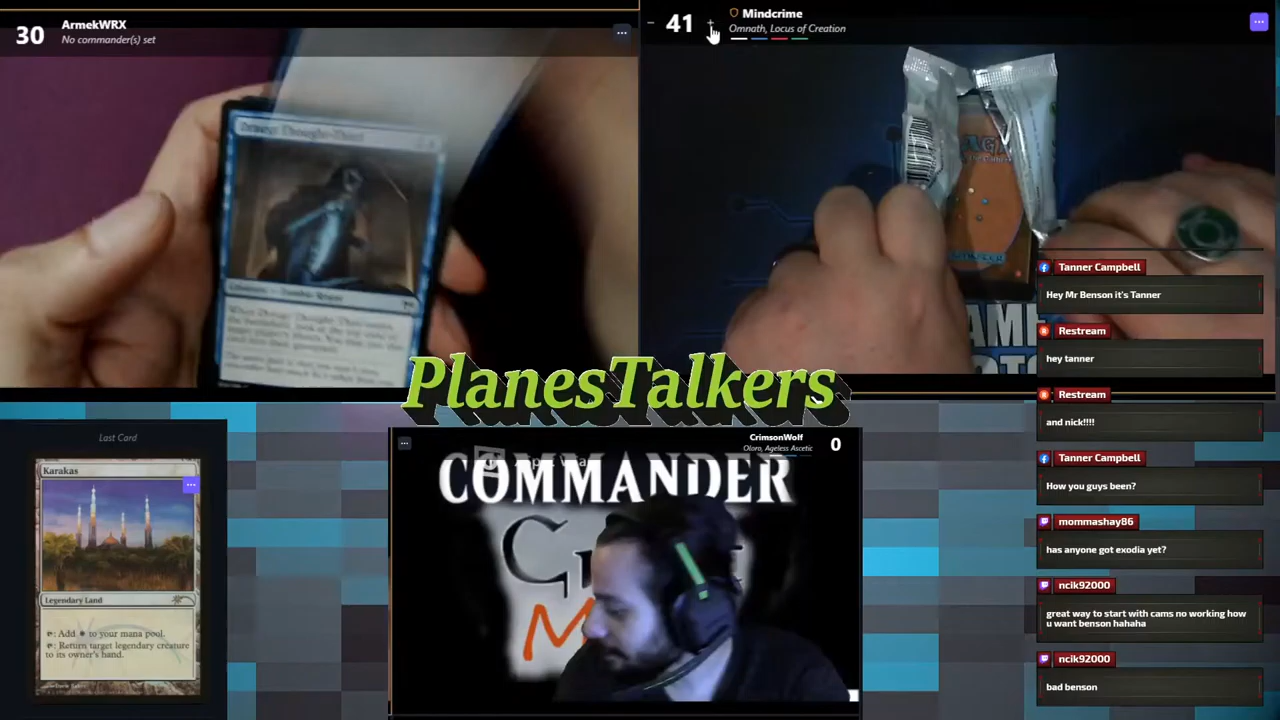 30
ArmekWRX
No commander(s) set
41
Mindcrime
Omnath, Locus of Creation
Thought-Thief
Tanner Campbell
Hey Mr Benson it's Tanner
Restream
hey tanner
Restream
and nick!!!!
Tanner Campbell
How you guys been?
mommashay86
has anyone got exodia yet?
ncik92000
great way to start with cams no working how
u want benson hahaha
ncik92000
bad benson
PlanesTalkers
CrimsonWolf
Oloro, Ageless Ascetic
0
COMMANDER
Last Card
Karakas
Legendary Land
: Add to your mana pool.
: Return target legendary creature
to its owner's hand.